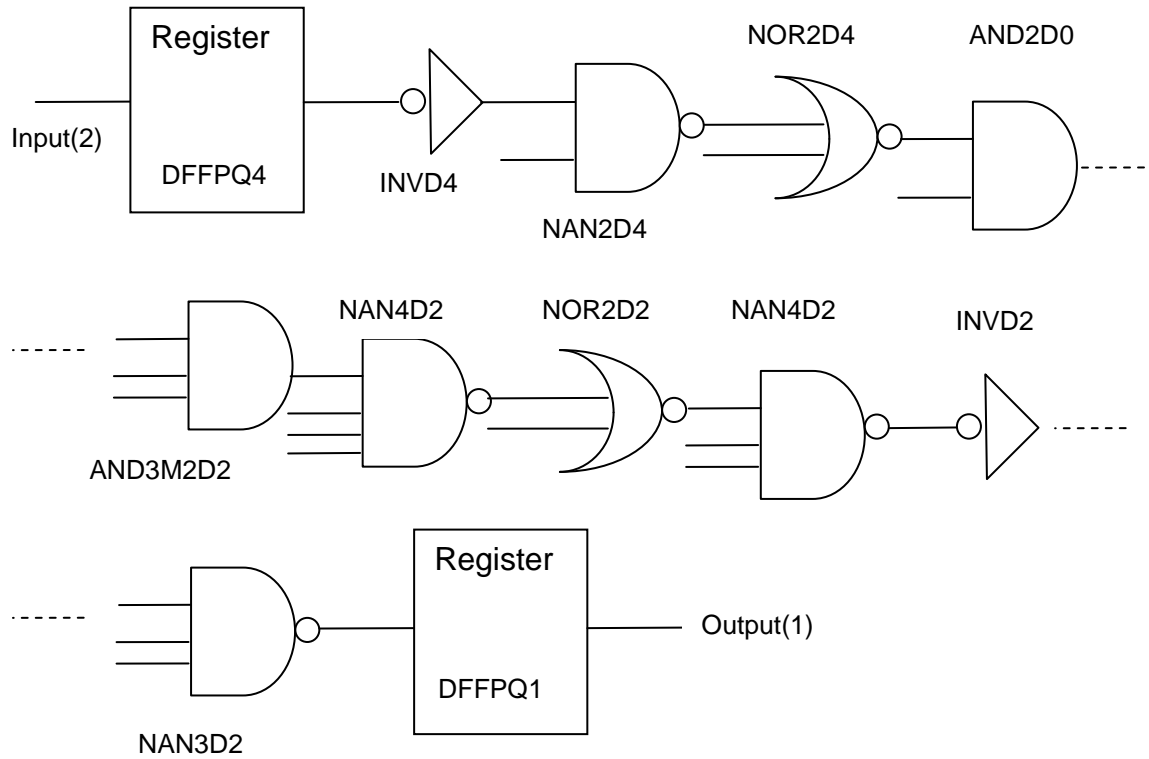 Register
NOR2D4
AND2D0
Input(2)
DFFPQ4
INVD4
NAN2D4
NAN4D2
NOR2D2
NAN4D2
INVD2
AND3M2D2
Register
Output(1)
DFFPQ1
NAN3D2